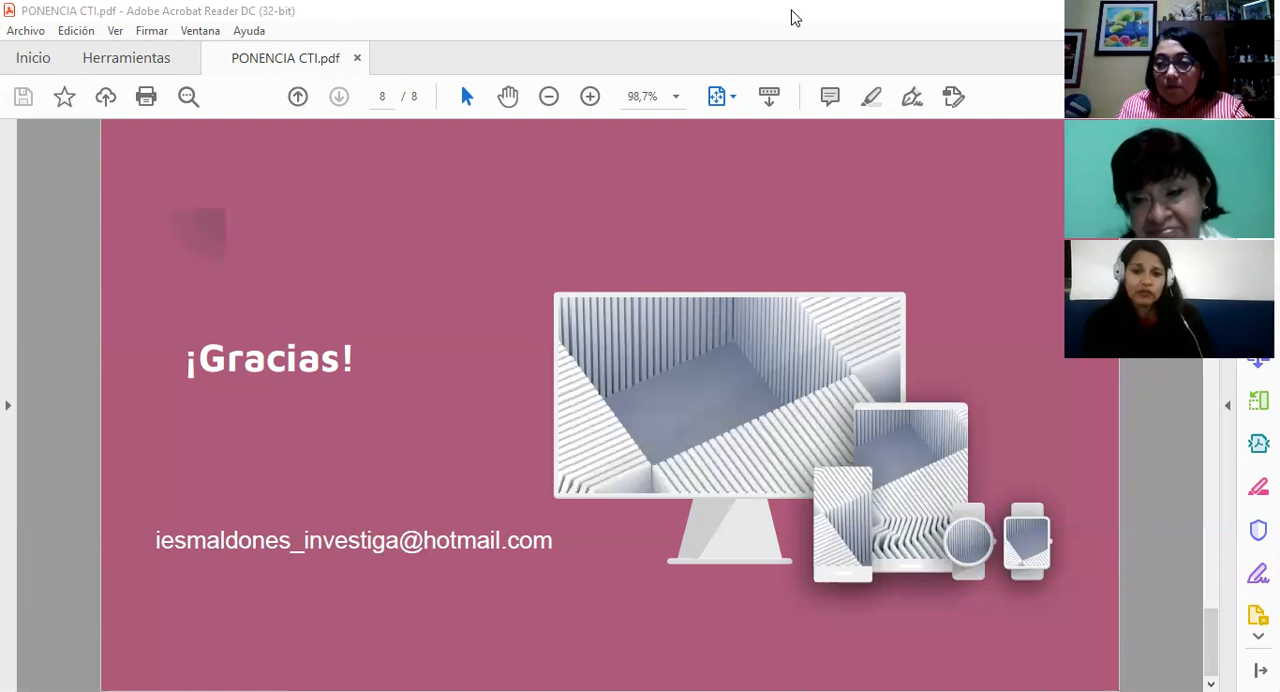 PONENCIA CTI.pdf - Adobe Acrobat Reader DC (32-bit)
Archivo Edición Ver Firmar Ventana Ayuda
Inicio Herramientas PONENCIA CTI.pdf ×
8 / 8 98,7%
¡Gracias!
iesmaldones_investiga@hotmail.com